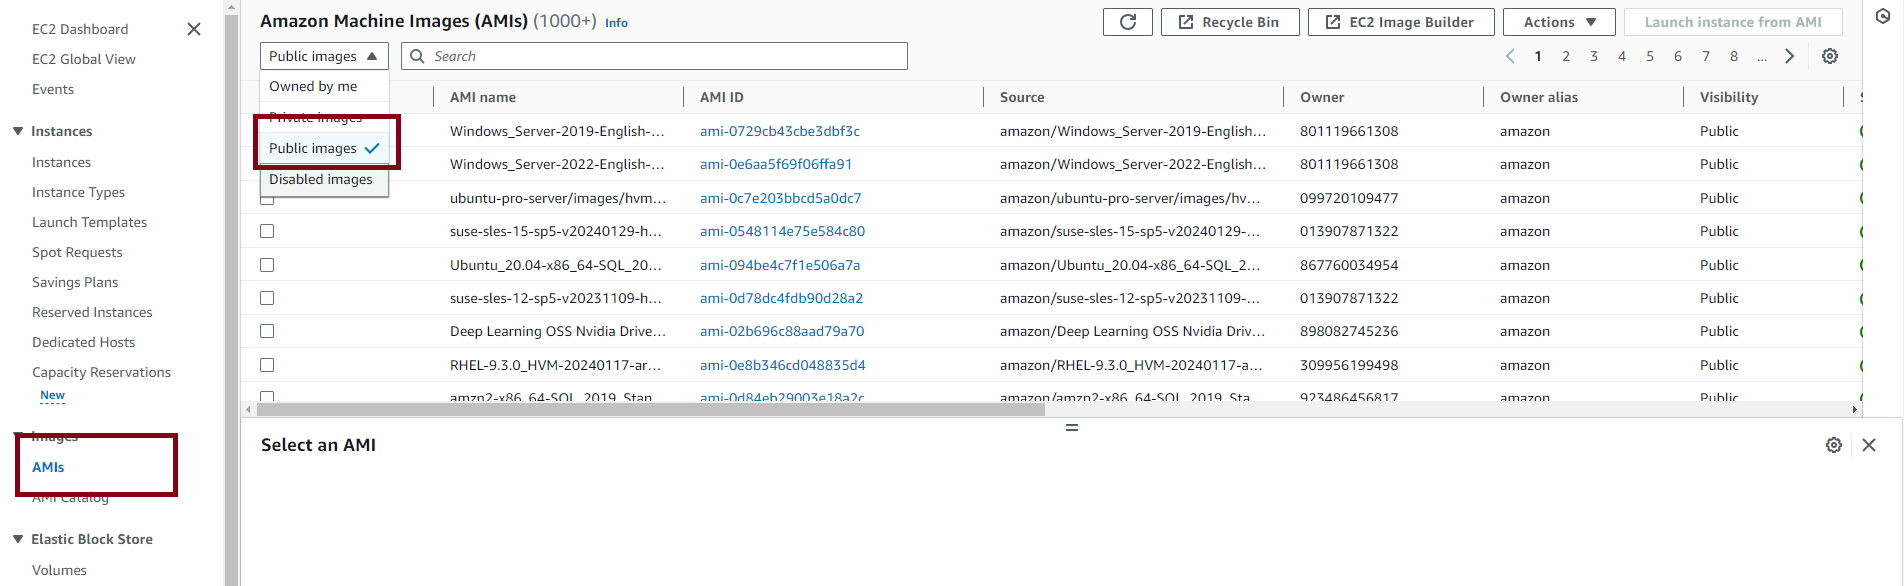 EC2 Dashboard
EC2 Global View
Events
Instances
Instances
Instance Types
Launch Templates
Spot Requests
Savings Plans
Reserved Instances
Dedicated Hosts
Capacity Reservations
New
Images
AMIs
AMI Catalog
Elastic Block Store
Volumes
Amazon Machine Images (AMIs) (1000+) Info
Recycle Bin
EC2 Image Builder
Actions
Launch instance from AMI
Public images
Search
1 2 3 4 5 6 7 8 ...
Owned by me
Private images
Public images
Disabled images
AMI name AMI ID Source Owner Owner alias Visibility
Windows_Server-2019-English-... ami-0729cb43cbe3dbf3c amazon/Windows_Server-2019-English... 801119661308 amazon Public
Windows_Server-2022-English-... ami-0e6aa5f69f06ffa91 amazon/Windows_Server-2022-English... 801119661308 amazon Public
ubuntu-pro-server/images/hvm... ami-0c7e203bbcd5a0dc7 amazon/ubuntu-pro-server/images/hv... 099720109477 amazon Public
suse-sles-15-sp5-v20240129-h... ami-0548114e75e584c80 amazon/suse-sles-15-sp5-v20240129-... 013907871322 amazon Public
Ubuntu_20.04-x86_64-SQL_20... ami-094be4c7f1e506a7a amazon/Ubuntu_20.04-x86_64-SQL_2... 867760034954 amazon Public
suse-sles-12-sp5-v20231109-h... ami-0d78dc4fdb90d28a2 amazon/suse-sles-12-sp5-v20231109-... 013907871322 amazon Public
Deep Learning OSS Nvidia Drive... ami-02b696c88aad79a70 amazon/Deep Learning OSS Nvidia Driv... 898082745236 amazon Public
RHEL-9.3.0_HVM-20240117-ar... ami-0e8b346cd048835d4 amazon/RHEL-9.3.0_HVM-20240117-a... 309956199498 amazon Public
amzn2-x86_64-SQL_2019_Stan ami-0d84eb29003e18a2c amazon/amzn2-x86_64-SQL_2019_Sta 923486456817 amazon Public
Select an AMI